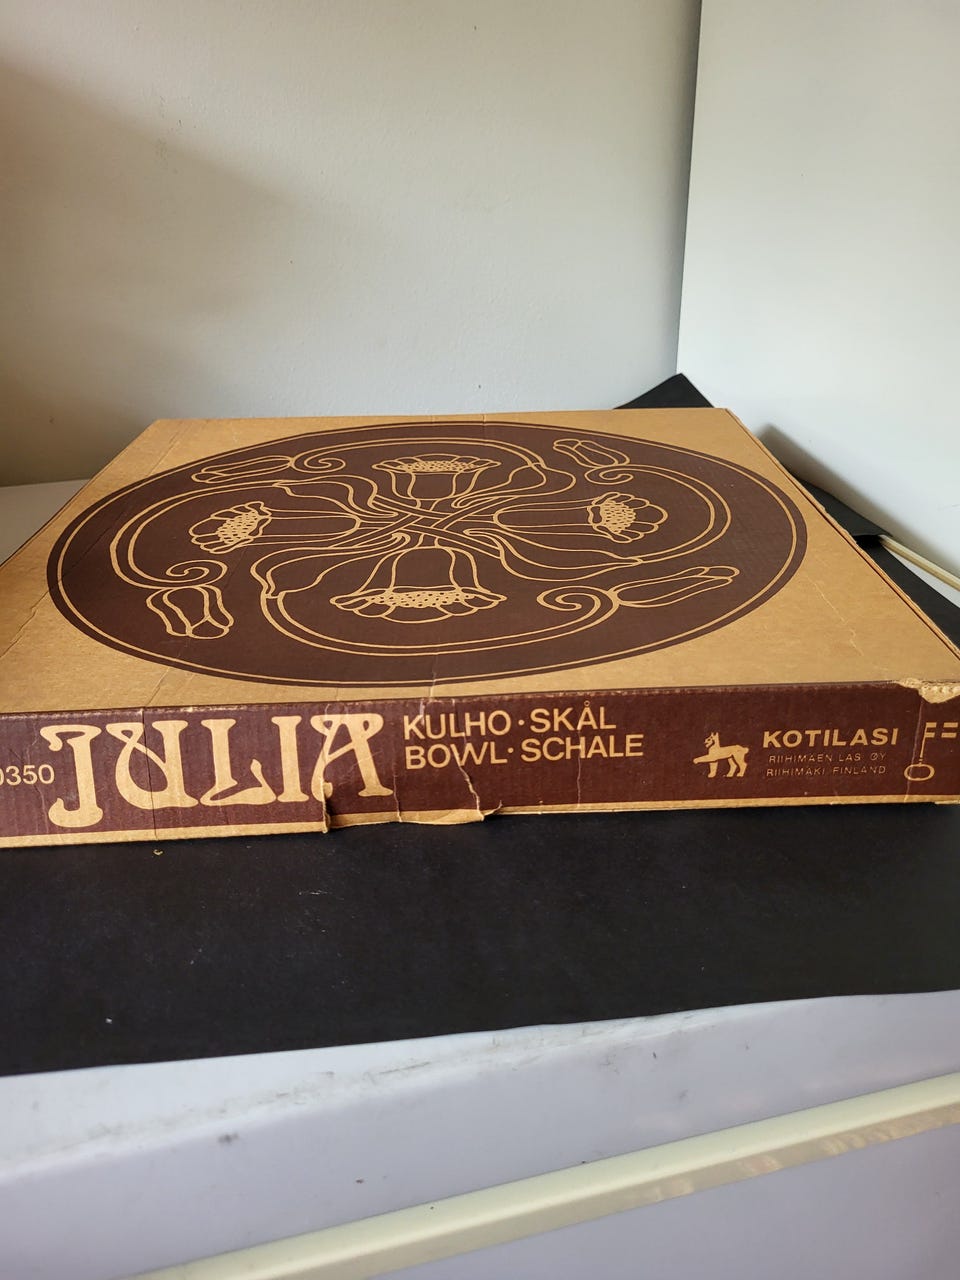 0350
JULIA
KULHO · SKÅL
BOWL · SCHALE
KOTILASI
RIIHIMÄEN LASI OY
RIIHIMÄKI FINLAND